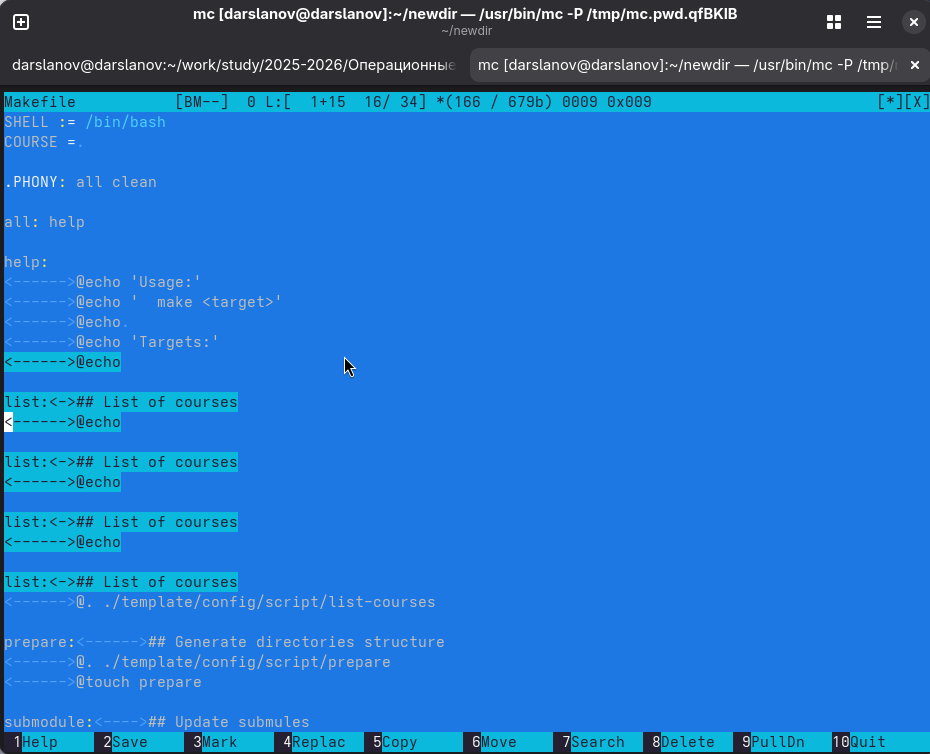 mc [darslanov@darslanov]:~/newdir — /usr/bin/mc -P /tmp/mc.pwd.qfBKIB
~/newdir
darslanov@darslanov:~/work/study/2025-2026/Операционные
mc [darslanov@darslanov]:~/newdir — /usr/bin/mc -P /tmp/
Makefile [BM--] 0 L:[ 1+15 16/ 34] *(166 / 679b) 0009 0x009 [*][X]
SHELL := /bin/bash
COURSE =.
.PHONY: all clean
all: help
help:
<------>@echo 'Usage:'
<------>@echo '  make <target>'
<------>@echo.
<------>@echo 'Targets:'
<------>@echo
list:<->## List of courses
<------>@echo
list:<->## List of courses
<------>@echo
list:<->## List of courses
<------>@echo
list:<->## List of courses
<------>@. ./template/config/script/list-courses
prepare:<------>## Generate directories structure
<------>@. ./template/config/script/prepare
<------>@touch prepare
submodule:<---->## Update submules
1Help 2Save 3Mark 4Replac 5Copy 6Move 7Search 8Delete 9PullDn 10Quit